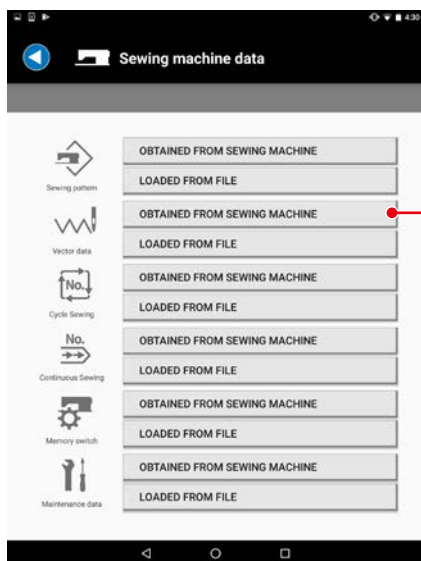 4:30
Sewing machine data
OBTAINED FROM SEWING MACHINE
LOADED FROM FILE
Sewing pattern
OBTAINED FROM SEWING MACHINE
LOADED FROM FILE
Vector data
OBTAINED FROM SEWING MACHINE
No.
LOADED FROM FILE
Cycle Sewing
OBTAINED FROM SEWING MACHINE
No.
LOADED FROM FILE
Continuous Sewing
OBTAINED FROM SEWING MACHINE
LOADED FROM FILE
Memory switch
OBTAINED FROM SEWING MACHINE
LOADED FROM FILE
Maintenance data